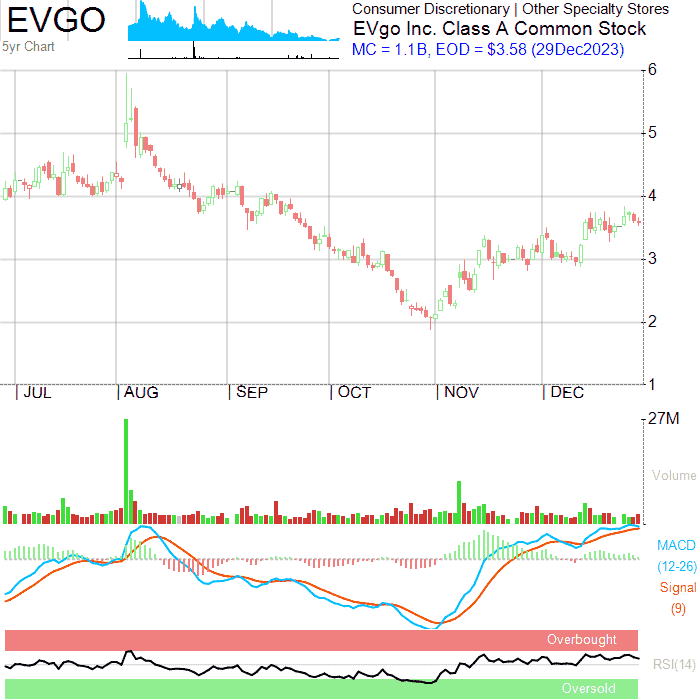 EVGO
5yr Chart
Consumer Discretionary | Other Specialty Stores
EVgo Inc. Class A Common Stock
MC = 1.1B, EOD = $3.58 (29Dec2023)
6
5
4
3
2
1
JUL AUG SEP OCT NOV DEC
27M
Volume
MACD
(12-26)
Signal
(9)
Overbought
RSI(14)
Oversold